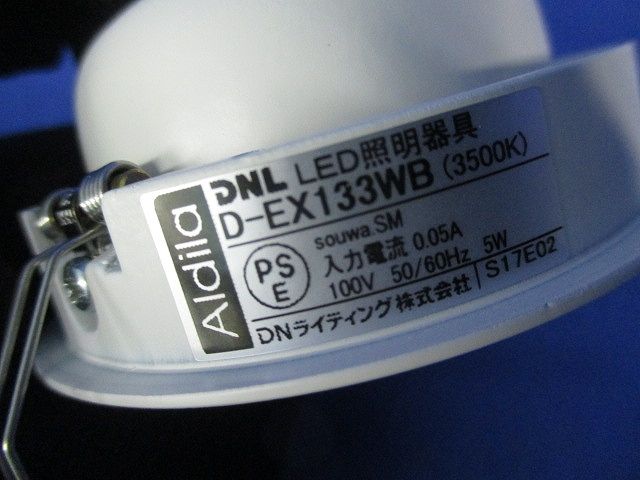 Aldila
DNL LED照明器具
D-EX133WB (3500K)
souwa.SM
PS
E
入力電流 0.05A
100V 50/60Hz 5W
DNライティング株式会社 S17E02